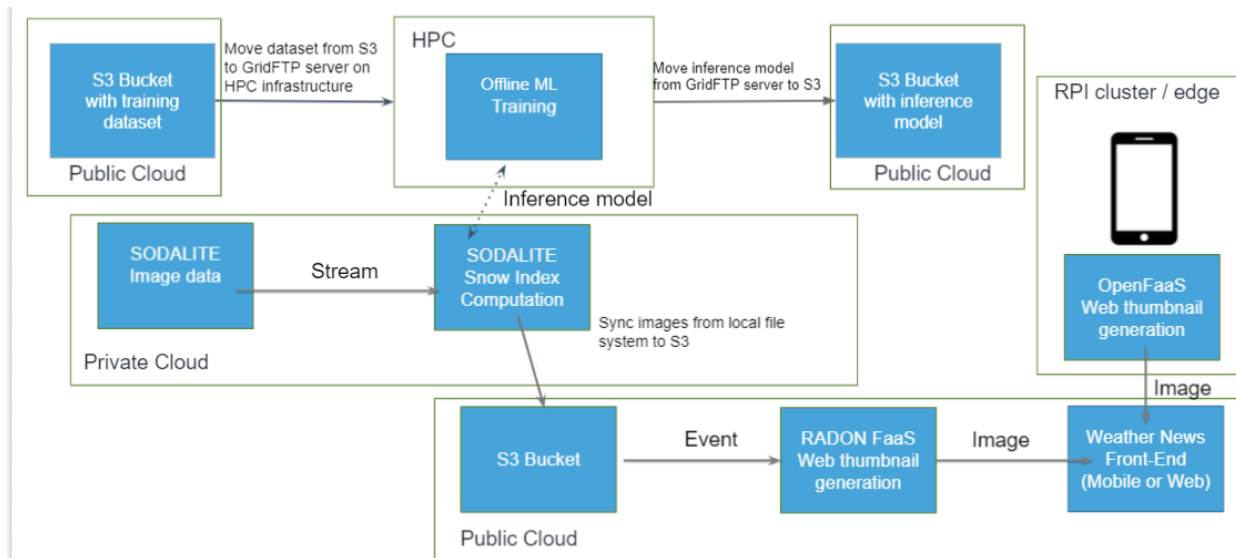 S3 Bucket
with training
dataset
Public Cloud
Move dataset from S3
to GridFTP server on
HPC infrastructure
HPC
Offline ML
Training
Move inference model
from GridFTP server to S3
S3 Bucket
with inference
model
Public Cloud
RPI cluster / edge
OpenFaaS
Web thumbnail
generation
Image
Inference model
SODALITE
Image data
Stream
SODALITE
Snow Index
Computation
Sync images from local file
system to S3
Private Cloud
S3 Bucket
Event
RADON FaaS
Web thumbnail
generation
Image
Weather News
Front-End
(Mobile or Web)
Public Cloud